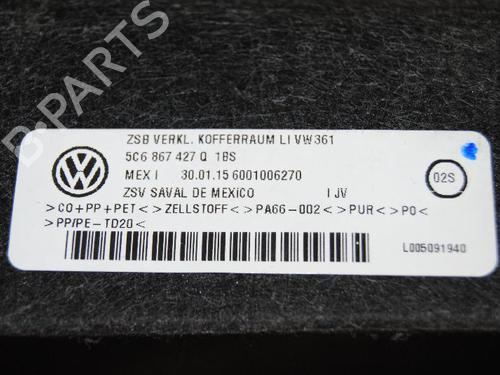 ZSB VERKL. KOFFERRAUM LI VW361
5C6 867 427 Q 1BS
MEX I 30.01.15 6001006270
ZSV SAVAL DE MEXICO I JV
>CO+PP+PET< >ZELLSTOFF< >PA66-002< >PUR< >PO<
>PP/PE-TD20<
02S
L005091940
B-PARTS